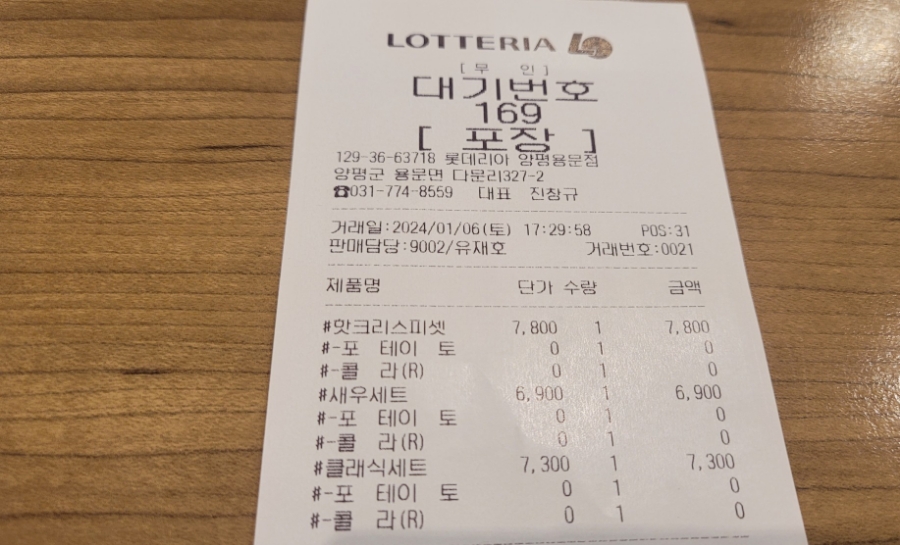 LOTTERIA
[무 인]
대기번호
169
[ 포장 ]
129-36-63718 롯데리아 양평용문점
양평군 용문면 다문리327-2
☎031-774-8559 대표 진창규
거래일:2024/01/06(토) 17:29:58 POS:31
판매담당:9002/유재호 거래번호:0021
제품명 단가 수량 금액
#핫크리스피셋 7,800 1 7,800
#-포 테이 토 0 1 0
#-콜 라(R) 0 1 0
#새우세트 6,900 1 6,900
#-포 테이 토 0 1 0
#-콜 라(R) 0 1 0
#클래식세트 7,300 1 7,300
#-포 테이 토 0 1 0
#-콜 라(R) 0 1 0